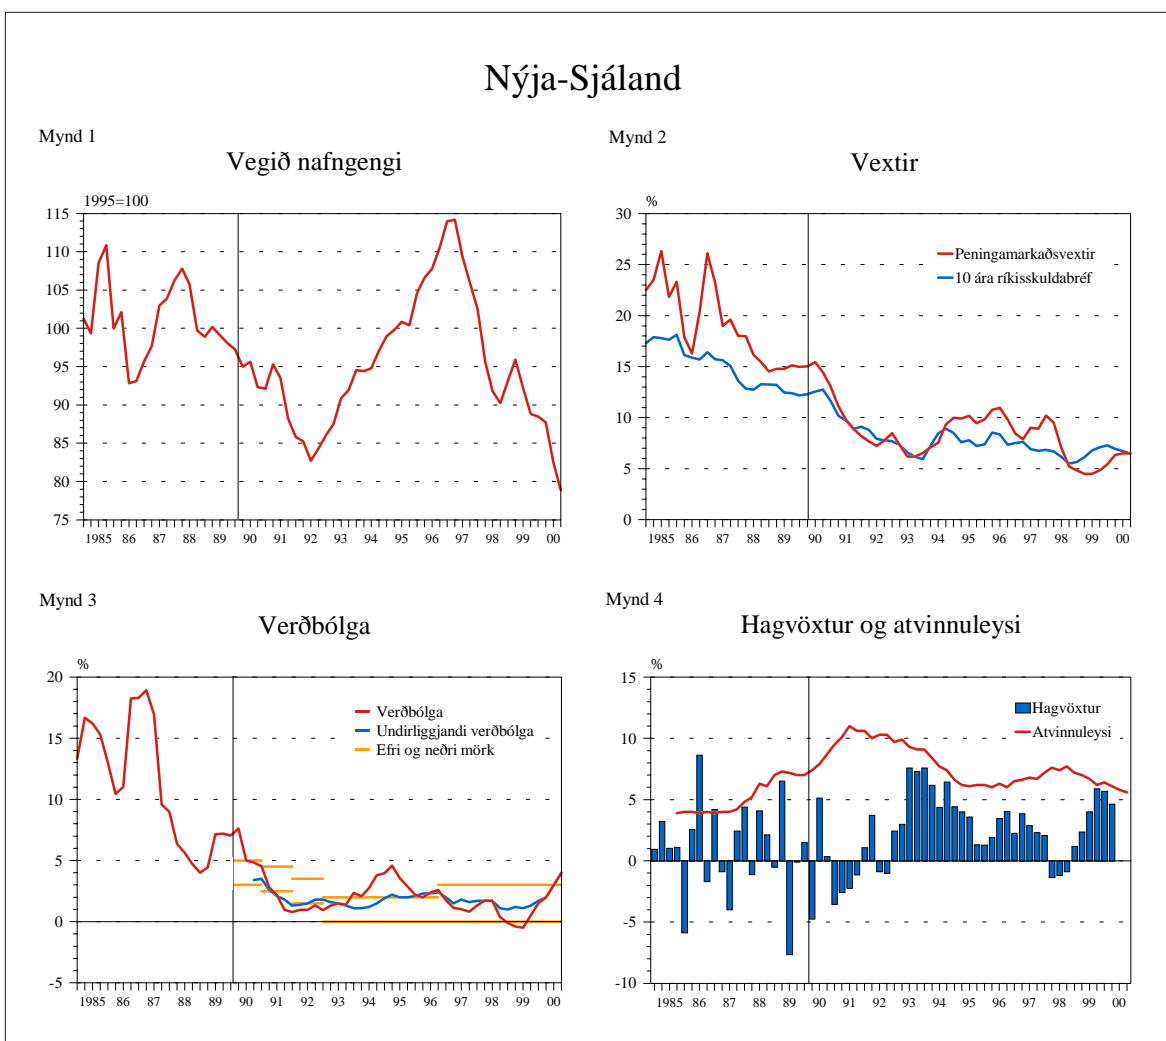 Nýja-Sjáland
Mynd 1
Vegið nafngengi
1995=100
115
110
105
100
95
90
85
80
75
1985 86 87 88 89 90 91 92 93 94 95 96 97 98 99 00
Mynd 2
Vextir
%
30
25
20
15
10
5
0
Peningamarkaðsvextir
10 ára ríkisskuldabréf
1985 86 87 88 89 90 91 92 93 94 95 96 97 98 99 00
Mynd 3
Verðbólga
%
20
15
10
5
0
-5
Verðbólga
Undirliggjandi verðbólga
Efri og neðri mörk
1985 86 87 88 89 90 91 92 93 94 95 96 97 98 99 00
Mynd 4
Hagvöxtur og atvinnuleysi
%
15
10
5
0
-5
-10
Hagvöxtur
Atvinnuleysi
1985 86 87 88 89 90 91 92 93 94 95 96 97 98 99 00